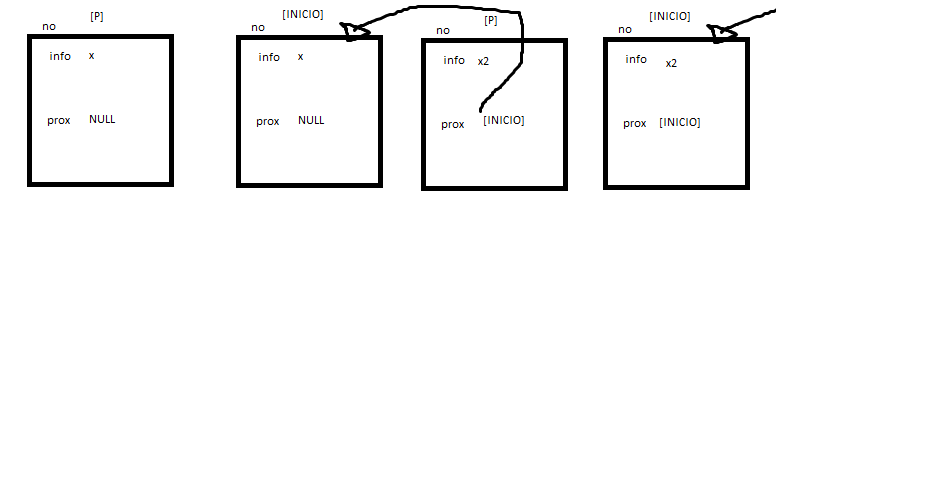 [P]
no
info x
prox NULL
[INICIO]
no
info x
prox NULL
[P]
no
info x2
prox [INICIO]
[INICIO]
no
info x2
prox [INICIO]